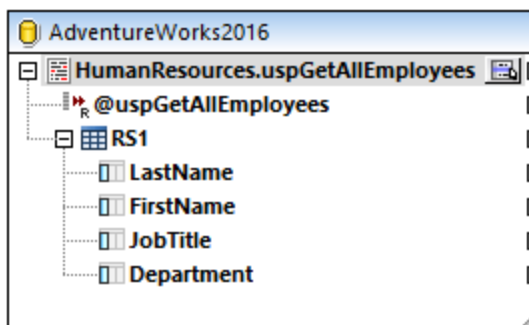 AdventureWorks2016
HumanResources.uspGetAllEmployees
R @uspGetAllEmployees
RS1
LastName
FirstName
JobTitle
Department